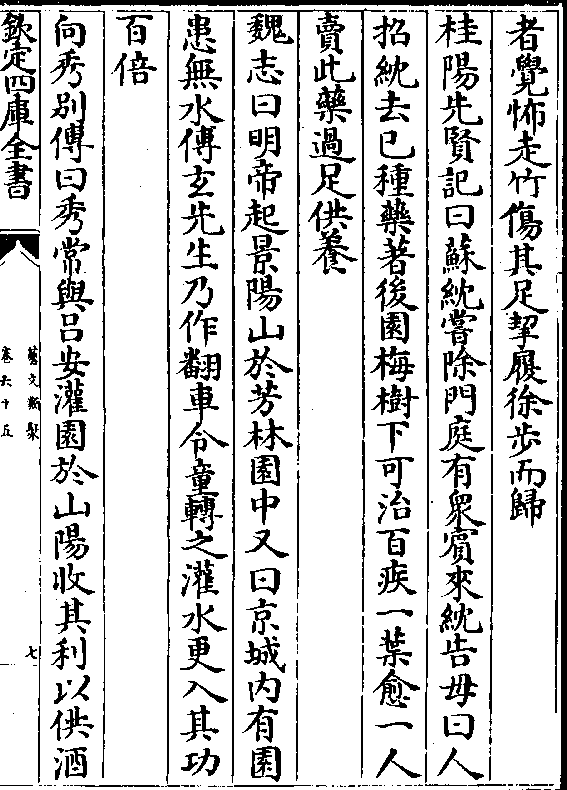 者覺怖走竹傷其足挈履徐步而歸
桂陽先賢記曰蘇紞嘗除門庭有衆賓來紞告母曰人
招紞去已種藥著後園梅樹下可治百疾一葉愈一人
賣此藥過足供養
魏志曰明帝起景陽山於芳林園中又曰京城内有園
患無水傅玄先生乃作翻車令童轉之灌水更入其功
百倍
向秀别傳曰秀常與吕安灌園於山陽收其利以供酒
欽定四庫全書
藝文類聚
卷六十五
七